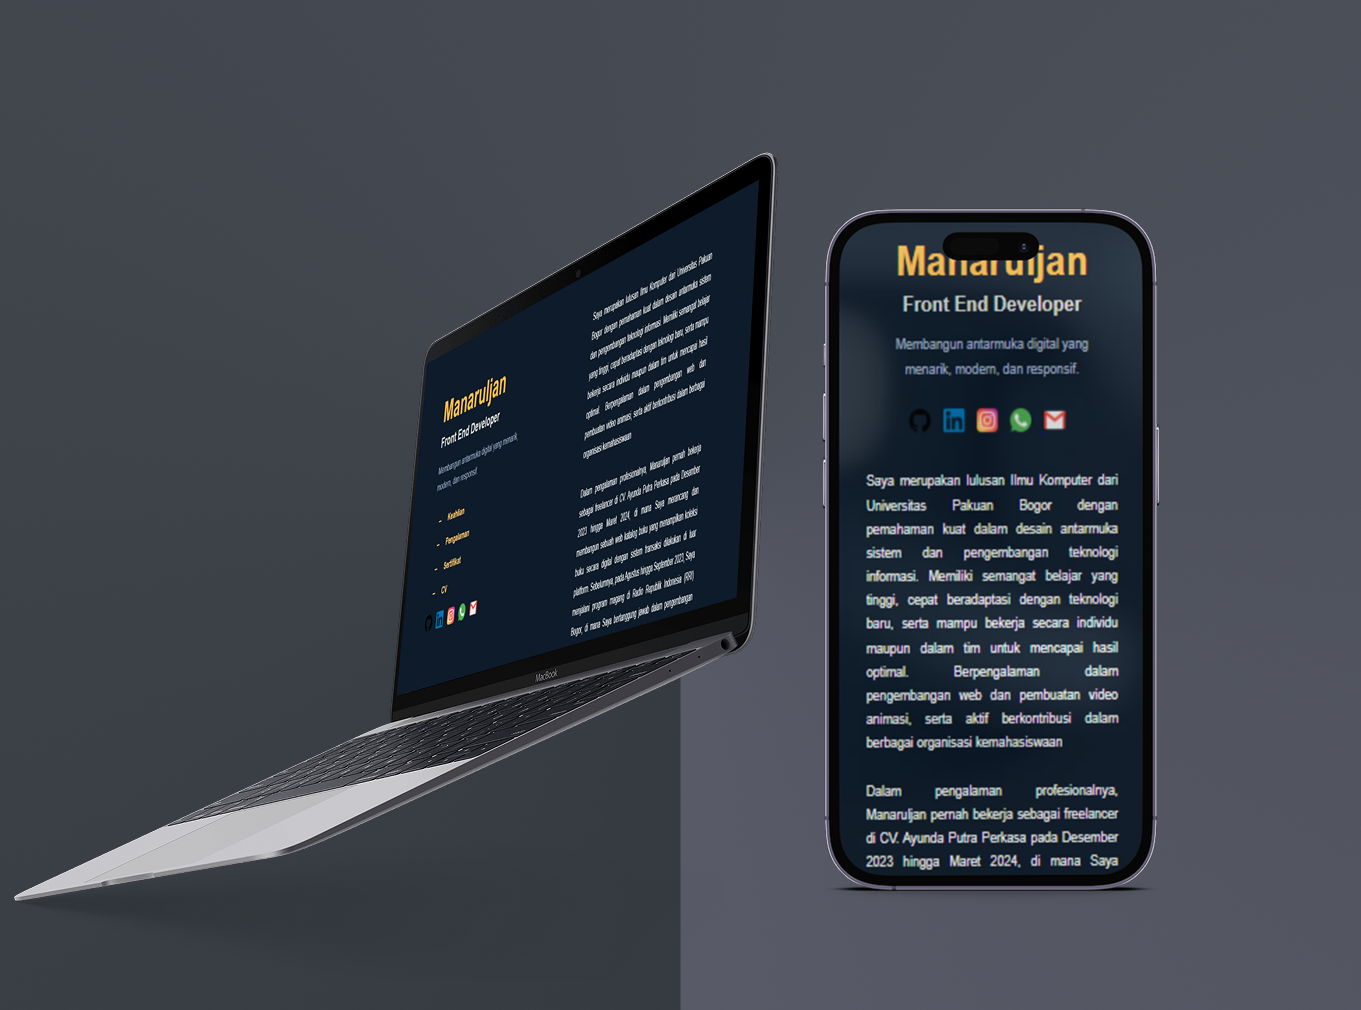 Manaruljan
Front End Developer
Membangun antarmuka digital yang menarik,
modern, dan responsif.
Keahlian
Pengalaman
Sertifikat
CV
Saya merupakan lulusan Ilmu Komputer dari Universitas Pakuan
Bogor dengan pemahaman kuat dalam desain antarmuka sistem
dan pengembangan teknologi informasi. Memiliki semangat belajar
yang tinggi, cepat beradaptasi dengan teknologi baru, serta mampu
bekerja secara individu maupun dalam tim untuk mencapai hasil
optimal. Berpengalaman dalam pengembangan web dan
pembuatan video animasi, serta aktif berkontribusi dalam berbagai
organisasi kemahasiswaan
Dalam pengalaman profesionalnya, Manaruljan pernah bekerja
sebagai freelancer di CV. Ayunda Putra Perkasa pada Desember
2023 hingga Maret 2024, di mana Saya merancang dan
membangun sebuah web katalog buku yang menampilkan koleksi
buku secara digital dengan sistem transaksi dilakukan di luar
platform. Sebelumnya, pada Agustus hingga September 2023, Saya
menjalani program magang di Radio Republik Indonesia (RRI)
Bogor, di mana Saya bertanggung jawab dalam pengembangan
MacBook
Manaruljan
Front End Developer
Membangun antarmuka digital yang
menarik, modern, dan responsif.
in
Saya merupakan lulusan Ilmu Komputer dari
Universitas Pakuan Bogor dengan
pemahaman kuat dalam desain antarmuka
sistem dan pengembangan teknologi
informasi. Memiliki semangat belajar yang
tinggi, cepat beradaptasi dengan teknologi
baru, serta mampu bekerja secara individu
maupun dalam tim untuk mencapai hasil
optimal. Berpengalaman dalam
pengembangan web dan pembuatan video
animasi, serta aktif berkontribusi dalam
berbagai organisasi kemahasiswaan
Dalam pengalaman profesionalnya,
Manaruljan pernah bekerja sebagai freelancer
di CV. Ayunda Putra Perkasa pada Desember
2023 hingga Maret 2024, di mana Saya